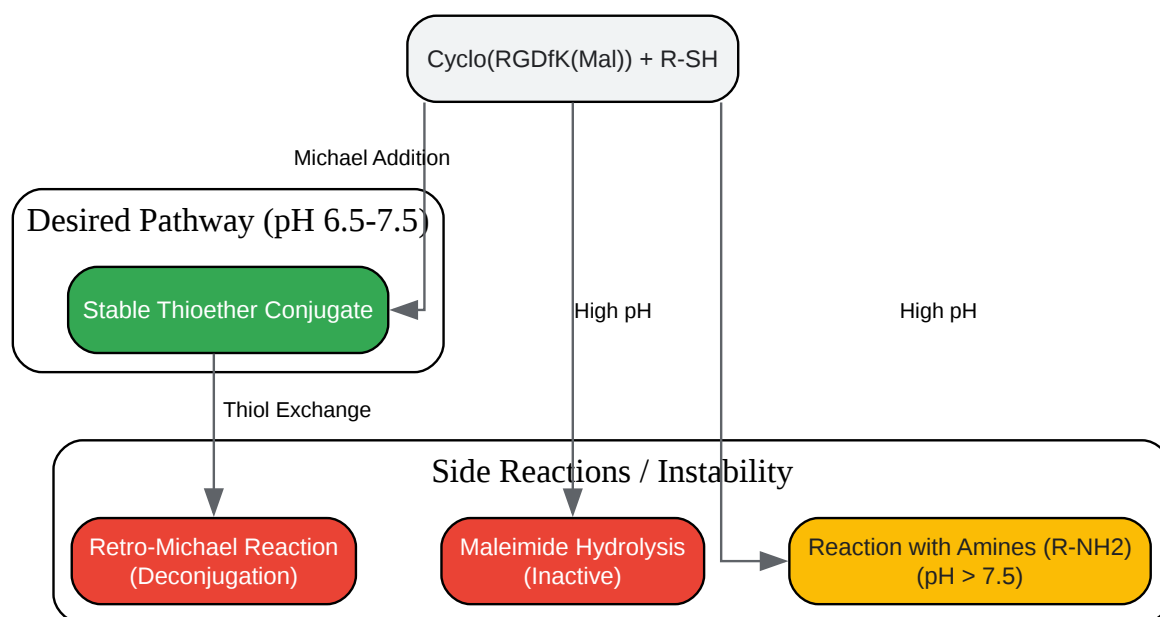 Cyclo(RGDfK(Mal)) + R-SH
Michael Addition
Desired Pathway (pH 6.5-7.5)
Stable Thioether Conjugate
High pH
High pH
Thiol Exchange
Side Reactions / Instability
Retro-Michael Reaction
(Deconjugation)
Maleimide Hydrolysis
(Inactive)
Reaction with Amines (R-NH2)
(pH > 7.5)